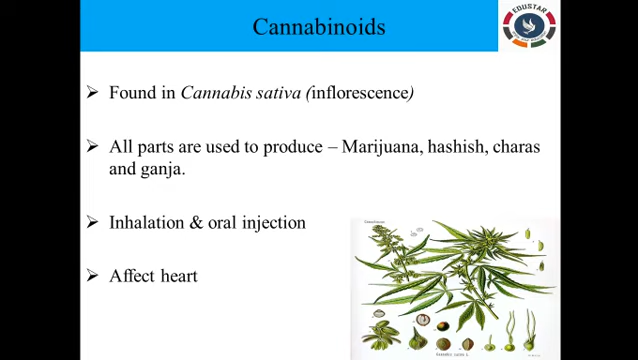 Cannabinoids
EDUSTAR
Found in Cannabis sativa (inflorescence)
All parts are used to produce – Marijuana, hashish, charas
and ganja.
Inhalation & oral injection
Affect heart